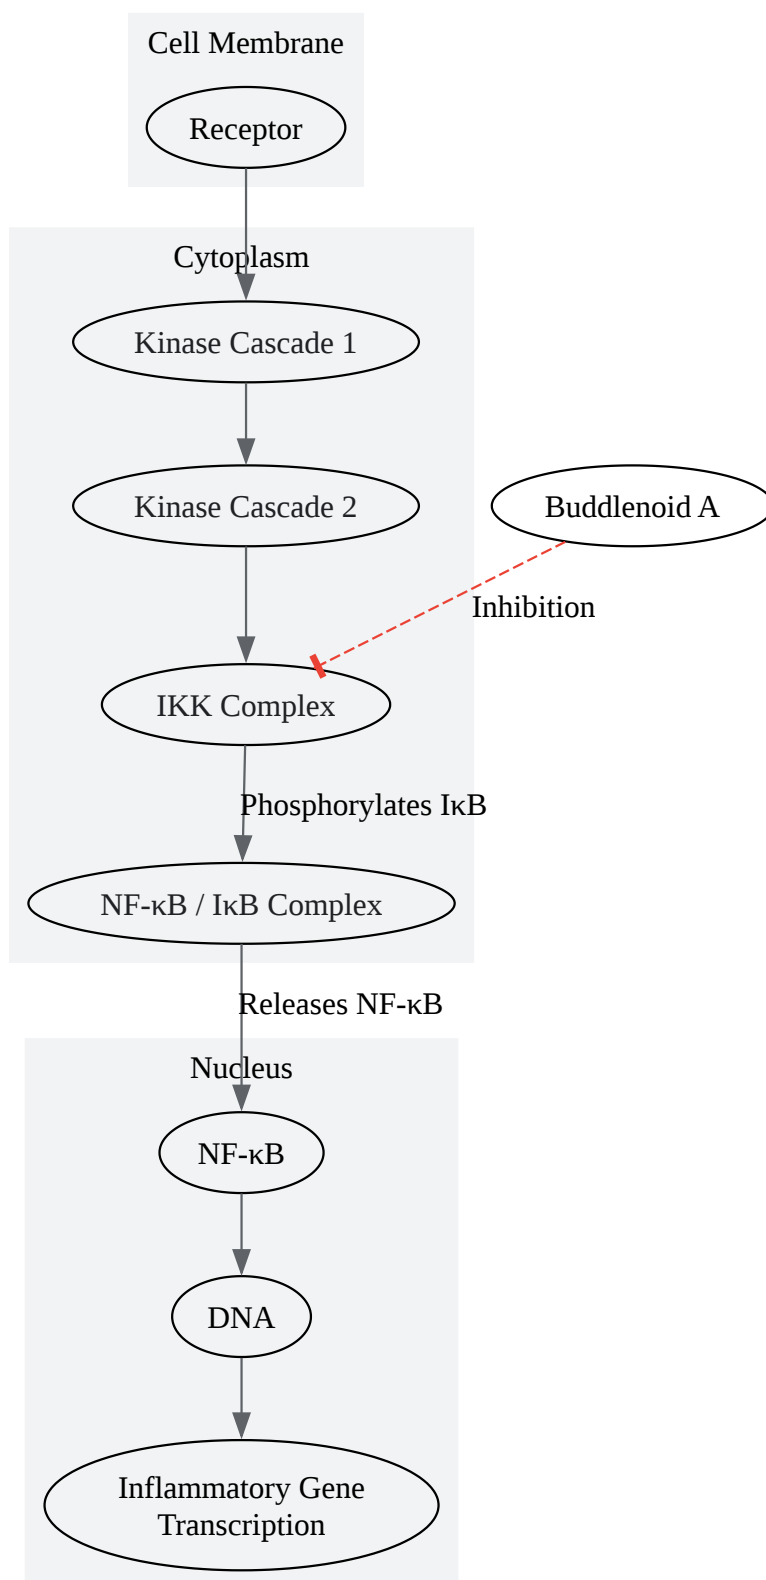 Cell Membrane
Receptor
Cytoplasm
Kinase Cascade 1
Kinase Cascade 2
Buddlenoid A
Inhibition
IKK Complex
Phosphorylates IκB
NF-κB / IκB Complex
Releases NF-κB
Nucleus
NF-κB
DNA
Inflammatory Gene
Transcription